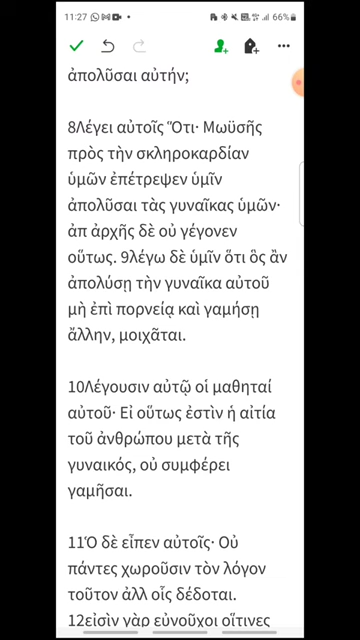 11:27
66%
ἀπολῦσαι αὐτήν;
8Λέγει αὐτοῖς Ὅτι· Μωϋσῆς
πρὸς τὴν σκληροκαρδίαν
ὑμῶν ἐπέτρεψεν ὑμῖν
ἀπολῦσαι τὰς γυναῖκας ὑμῶν·
ἀπ ἀρχῆς δὲ οὐ γέγονεν
οὕτως. 9λέγω δὲ ὑμῖν ὅτι ὃς ἂν
ἀπολύσῃ τὴν γυναῖκα αὐτοῦ
μὴ ἐπὶ πορνείᾳ καὶ γαμήσῃ
ἄλλην, μοιχᾶται.
10Λέγουσιν αὐτῷ οἱ μαθηταί
αὐτοῦ· Εἰ οὕτως ἐστὶν ἡ αἰτία
τοῦ ἀνθρώπου μετὰ τῆς
γυναικός, οὐ συμφέρει
γαμῆσαι.
11Ὁ δὲ εἶπεν αὐτοῖς· Οὐ
πάντες χωροῦσιν τὸν λόγον
τοῦτον ἀλλ οἷς δέδοται.
12εἰσὶν γὰρ εὐνοῦχοι οἵτινες